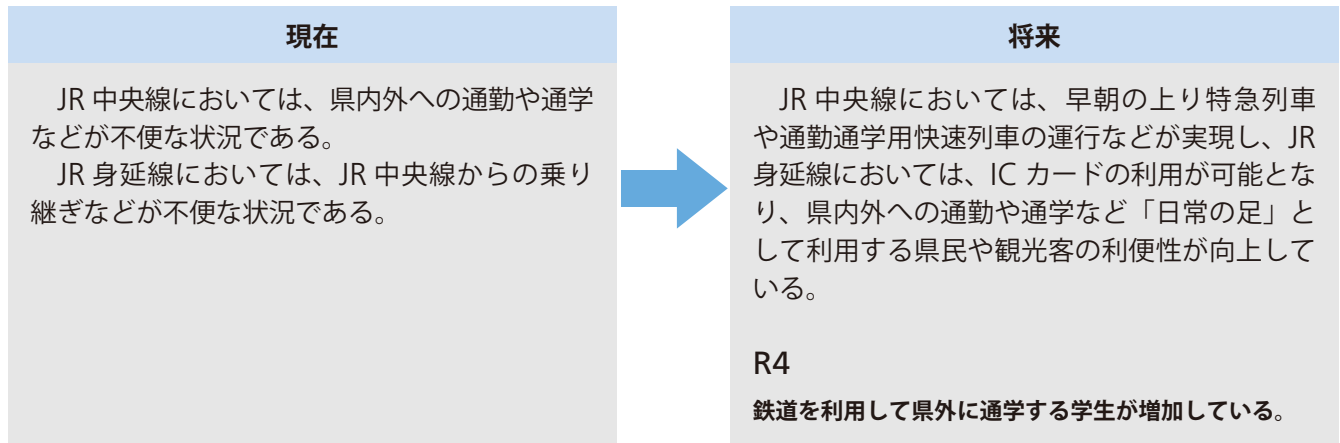 現在
JR 中央線においては、県内外への通勤や通学
などが不便な状況である。
JR 身延線においては、JR 中央線からの乗り
継ぎなどが不便な状況である。
将来
JR 中央線においては、早朝の上り特急列車
や通勤通学用快速列車の運行などが実現し、JR
身延線においては、IC カードの利用が可能とな
り、県内外への通勤や通学など「日常の足」と
して利用する県民や観光客の利便性が向上して
いる。
R4
鉄道を利用して県外に通学する学生が増加している。